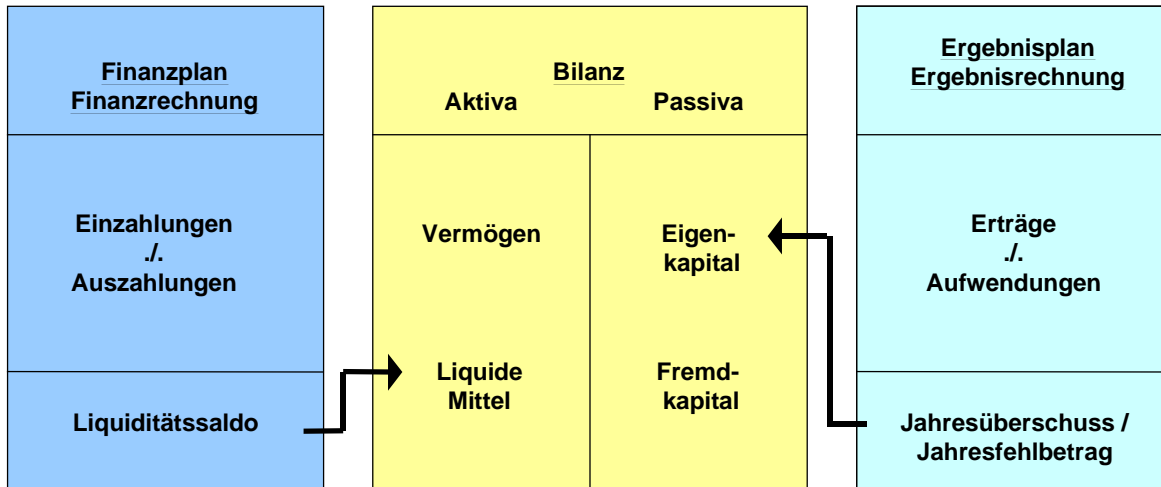 Finanzplan
Finanzrechnung
Einzahlungen
./.
Auszahlungen
Liquiditätssaldo
Bilanz
Aktiva Passiva
Vermögen
Liquide
Mittel
Eigen-
kapital
Fremd-
kapital
Ergebnisplan
Ergebnisrechnung
Erträge
./.
Aufwendungen
Jahresüberschuss /
Jahresfehlbetrag